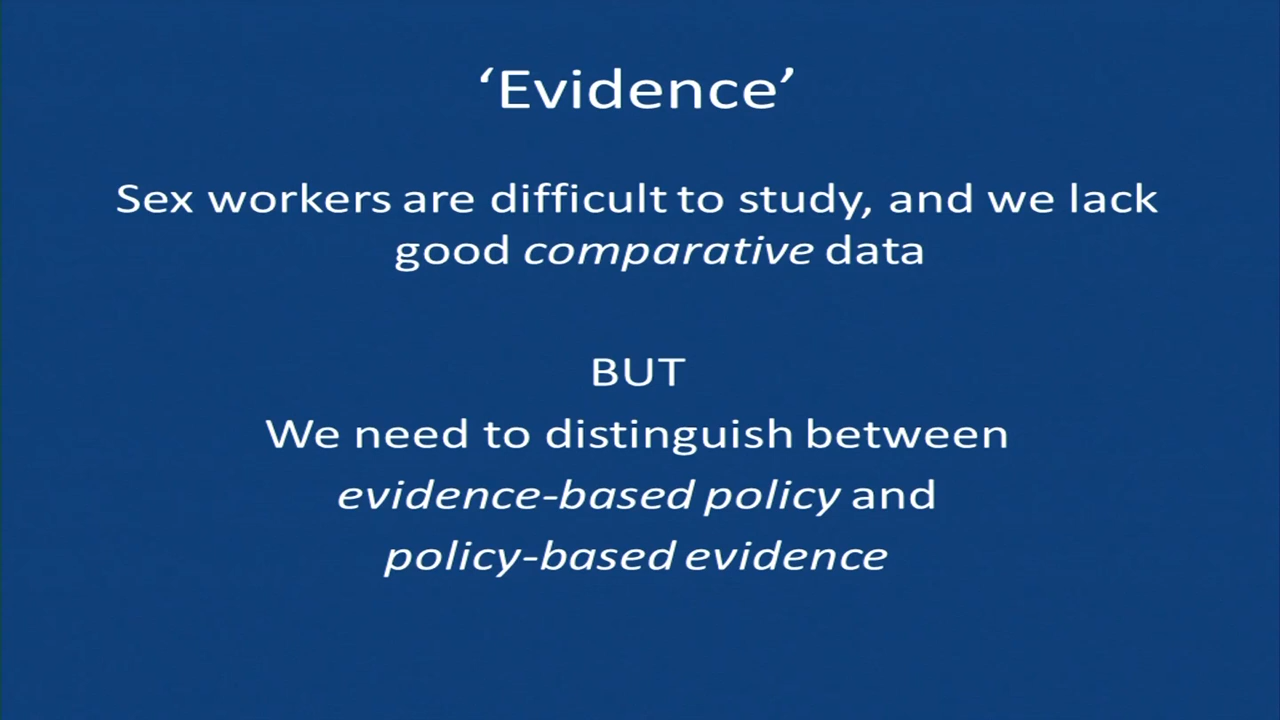 ‘Evidence’
Sex workers are difficult to study, and we lack
good comparative data
BUT
We need to distinguish between
evidence-based policy and
policy-based evidence